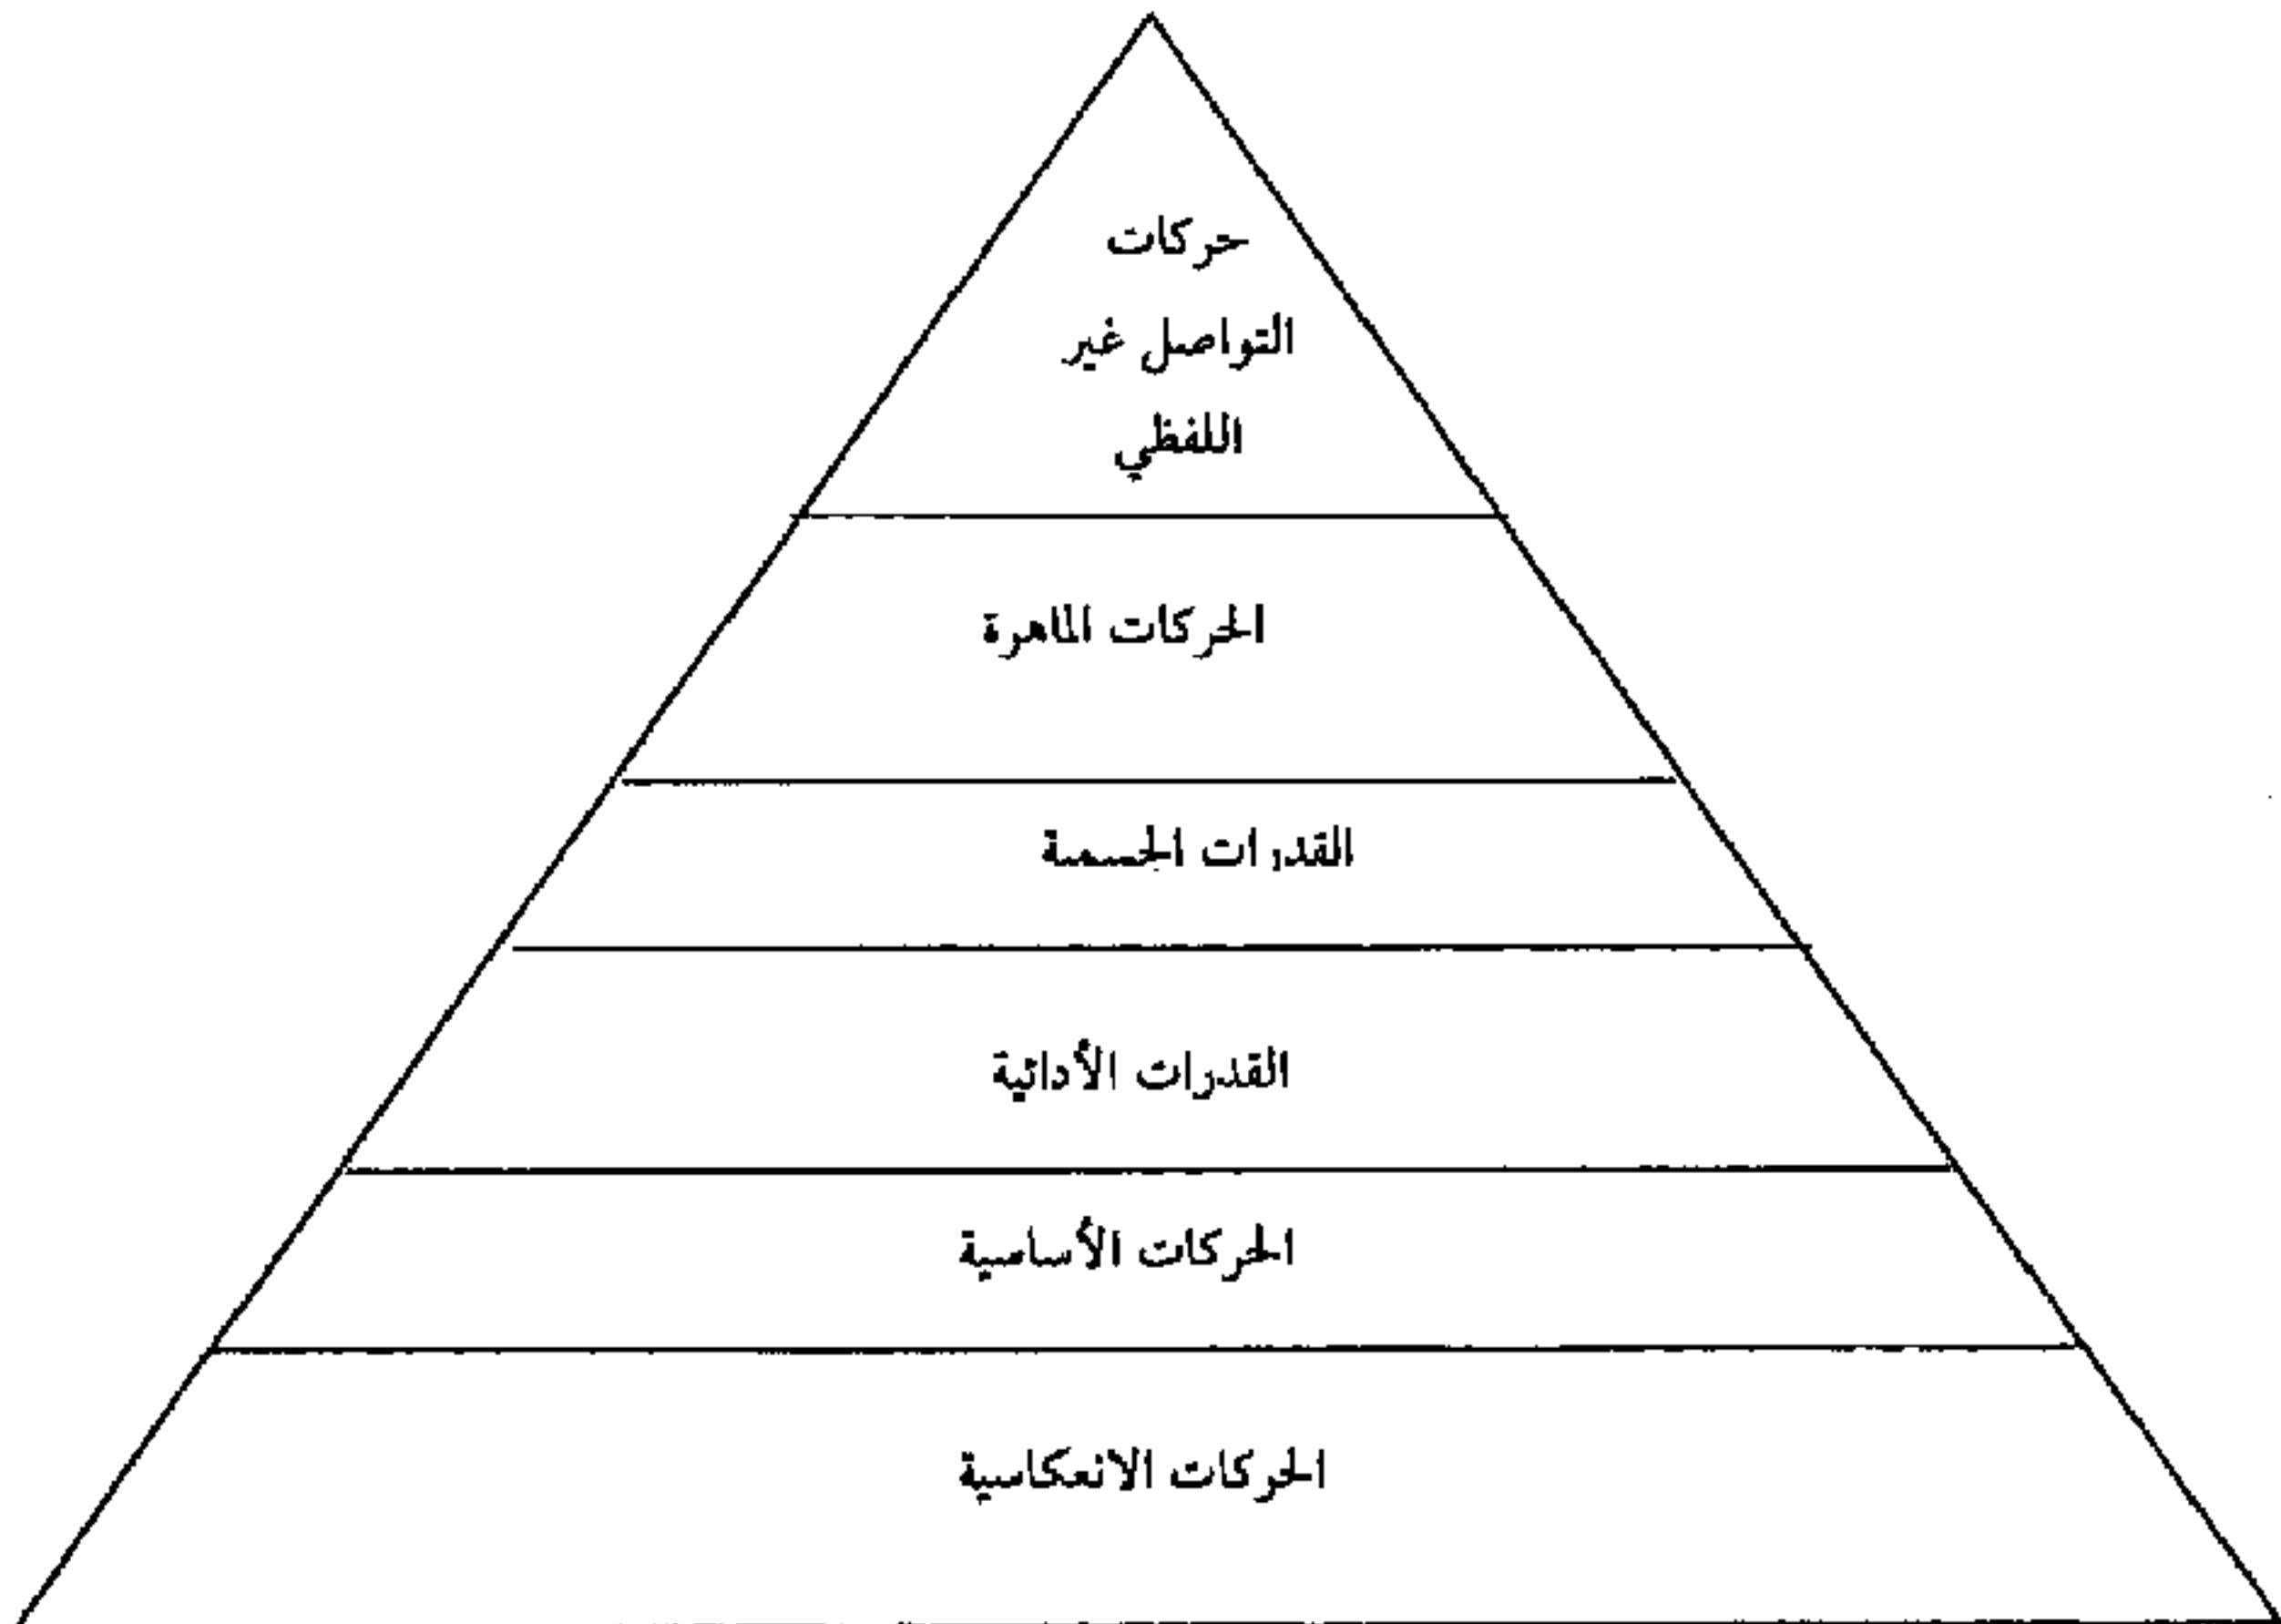 حركات
التواصل غير
اللفظي
الحركات الماهرة
القدرات الجسمية
القدرات الأدائية
الحركات الأساسية
الحركات الانعكاسية